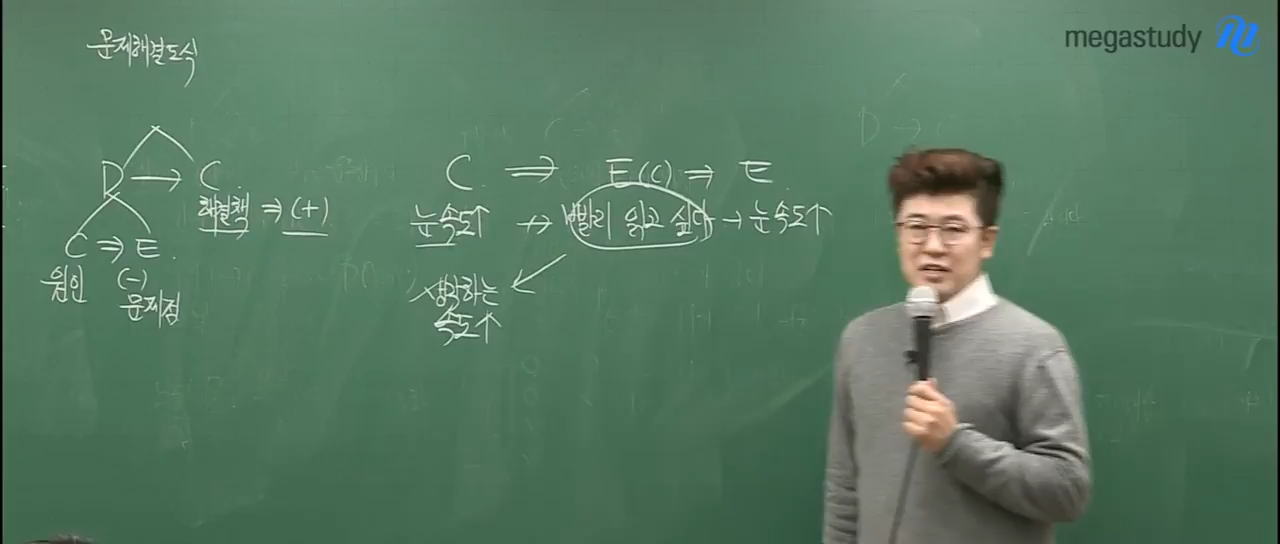 megastudy
문제해결도식
D → C
해결책 ⇒ (+)
C ⇒ E
원인 (-)
문제점
C ⇒ E(C) ⇒ E
눈속도↑ → 빨리 읽고 싶다 → 눈속도↑
생각하는
속도↑